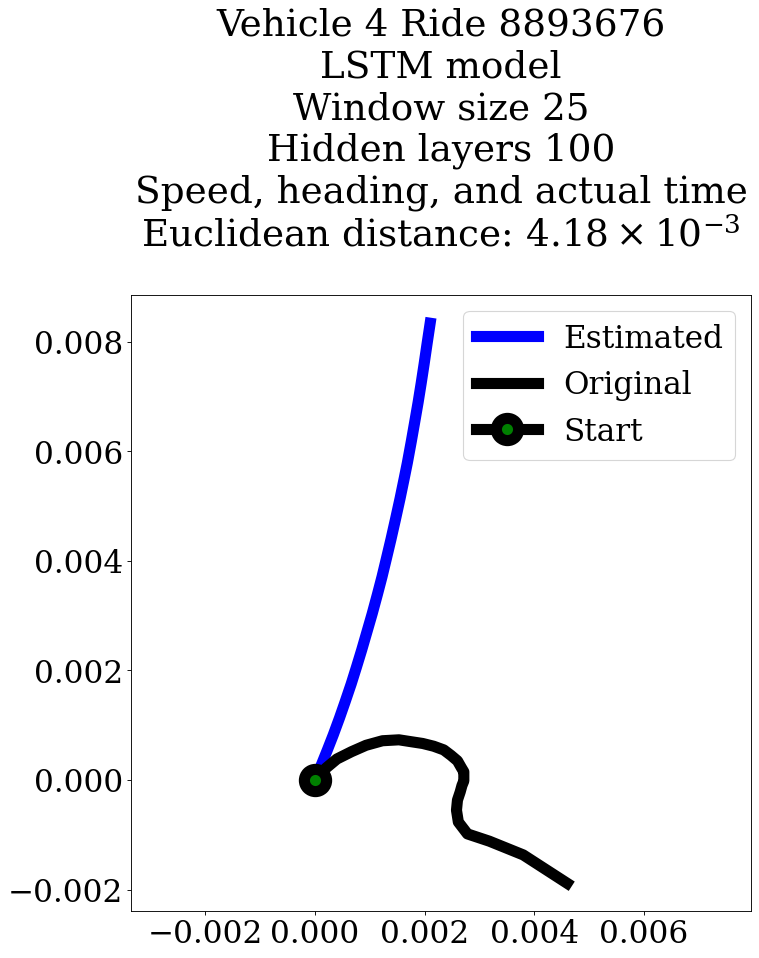 Vehicle 4 Ride 8893676
LSTM model
Window size 25
Hidden layers 100
Speed, heading, and actual time
Euclidean distance: 4.18 × 10⁻³
Estimated
Original
Start
0.008
0.006
0.004
0.002
0.000
−0.002
−0.002 0.000 0.002 0.004 0.006